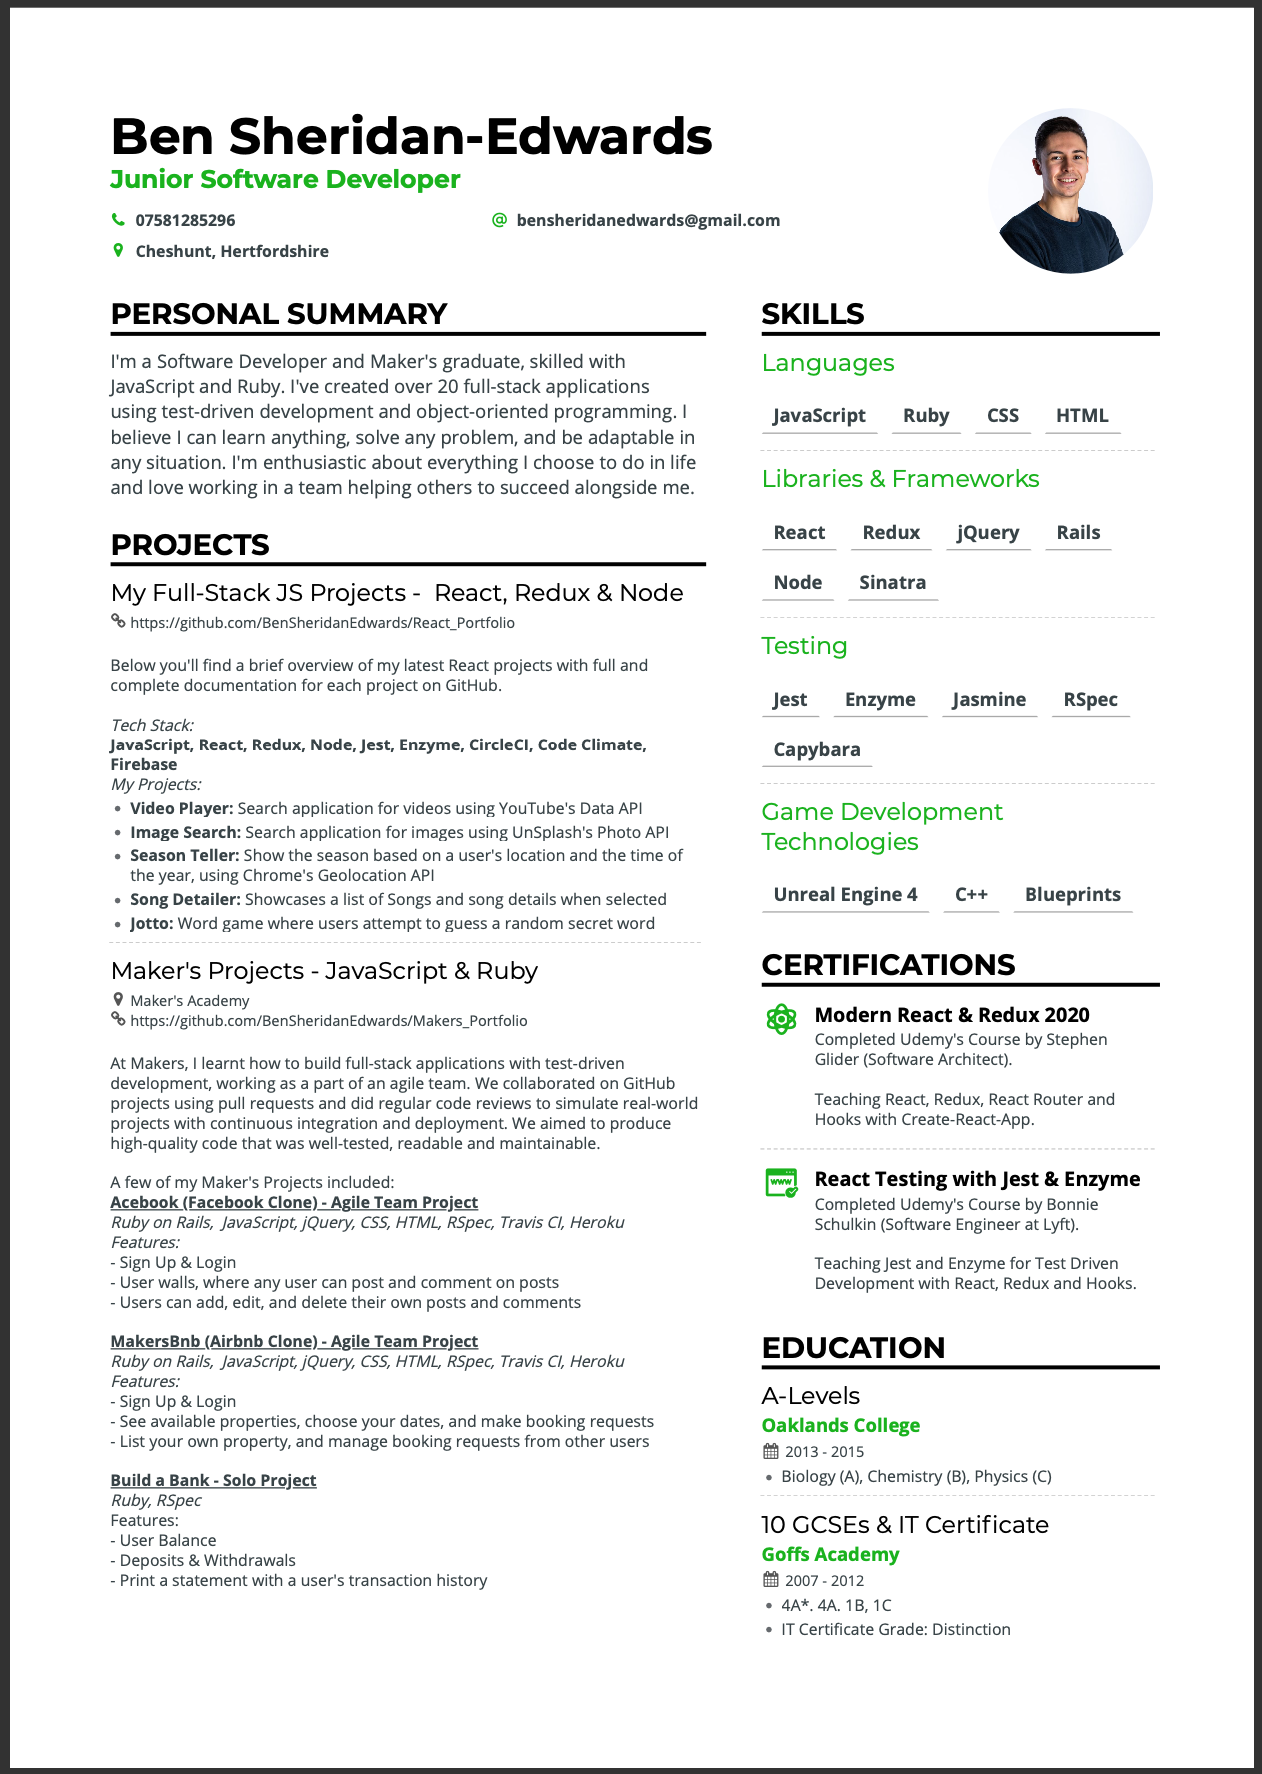 Ben Sheridan-Edwards
Junior Software Developer
07581285296
bensheridanedwards@gmail.com
Cheshunt, Hertfordshire
PERSONAL SUMMARY
I'm a Software Developer and Maker's graduate, skilled with
JavaScript and Ruby. I've created over 20 full-stack applications
using test-driven development and object-oriented programming. I
believe I can learn anything, solve any problem, and be adaptable in
any situation. I'm enthusiastic about everything I choose to do in life
and love working in a team helping others to succeed alongside me.
PROJECTS
My Full-Stack JS Projects - React, Redux & Node
https://github.com/BenSheridanEdwards/React_Portfolio
Below you'll find a brief overview of my latest React projects with full and
complete documentation for each project on GitHub.
Tech Stack:
JavaScript, React, Redux, Node, Jest, Enzyme, CircleCI, Code Climate,
Firebase
My Projects:
• Video Player: Search application for videos using YouTube's Data API
• Image Search: Search application for images using UnSplash's Photo API
• Season Teller: Show the season based on a user's location and the time of
the year, using Chrome's Geolocation API
• Song Detailer: Showcases a list of Songs and song details when selected
• Jotto: Word game where users attempt to guess a random secret word
Maker's Projects - JavaScript & Ruby
Maker's Academy
https://github.com/BenSheridanEdwards/Makers_Portfolio
At Makers, I learnt how to build full-stack applications with test-driven
development, working as a part of an agile team. We collaborated on GitHub
projects using pull requests and did regular code reviews to simulate real-world
projects with continuous integration and deployment. We aimed to produce
high-quality code that was well-tested, readable and maintainable.
A few of my Maker's Projects included:
Acebook (Facebook Clone) - Agile Team Project
Ruby on Rails, JavaScript, jQuery, CSS, HTML, RSpec, Travis CI, Heroku
Features:
- Sign Up & Login
- User walls, where any user can post and comment on posts
- Users can add, edit, and delete their own posts and comments
MakersBnb (Airbnb Clone) - Agile Team Project
Ruby on Rails, JavaScript, jQuery, CSS, HTML, RSpec, Travis CI, Heroku
Features:
- Sign Up & Login
- See available properties, choose your dates, and make booking requests
- List your own property, and manage booking requests from other users
Build a Bank - Solo Project
Ruby, RSpec
Features:
- User Balance
- Deposits & Withdrawals
- Print a statement with a user's transaction history
SKILLS
Languages
JavaScript Ruby CSS HTML
Libraries & Frameworks
React Redux jQuery Rails
Node Sinatra
Testing
Jest Enzyme Jasmine RSpec
Capybara
Game Development
Technologies
Unreal Engine 4 C++ Blueprints
CERTIFICATIONS
Modern React & Redux 2020
Completed Udemy's Course by Stephen
Glider (Software Architect).
Teaching React, Redux, React Router and
Hooks with Create-React-App.
www
React Testing with Jest & Enzyme
Completed Udemy's Course by Bonnie
Schulkin (Software Engineer at Lyft).
Teaching Jest and Enzyme for Test Driven
Development with React, Redux and Hooks.
EDUCATION
A-Levels
Oaklands College
2013 - 2015
• Biology (A), Chemistry (B), Physics (C)
10 GCSEs & IT Certificate
Goffs Academy
2007 - 2012
• 4A*. 4A. 1B, 1C
• IT Certificate Grade: Distinction